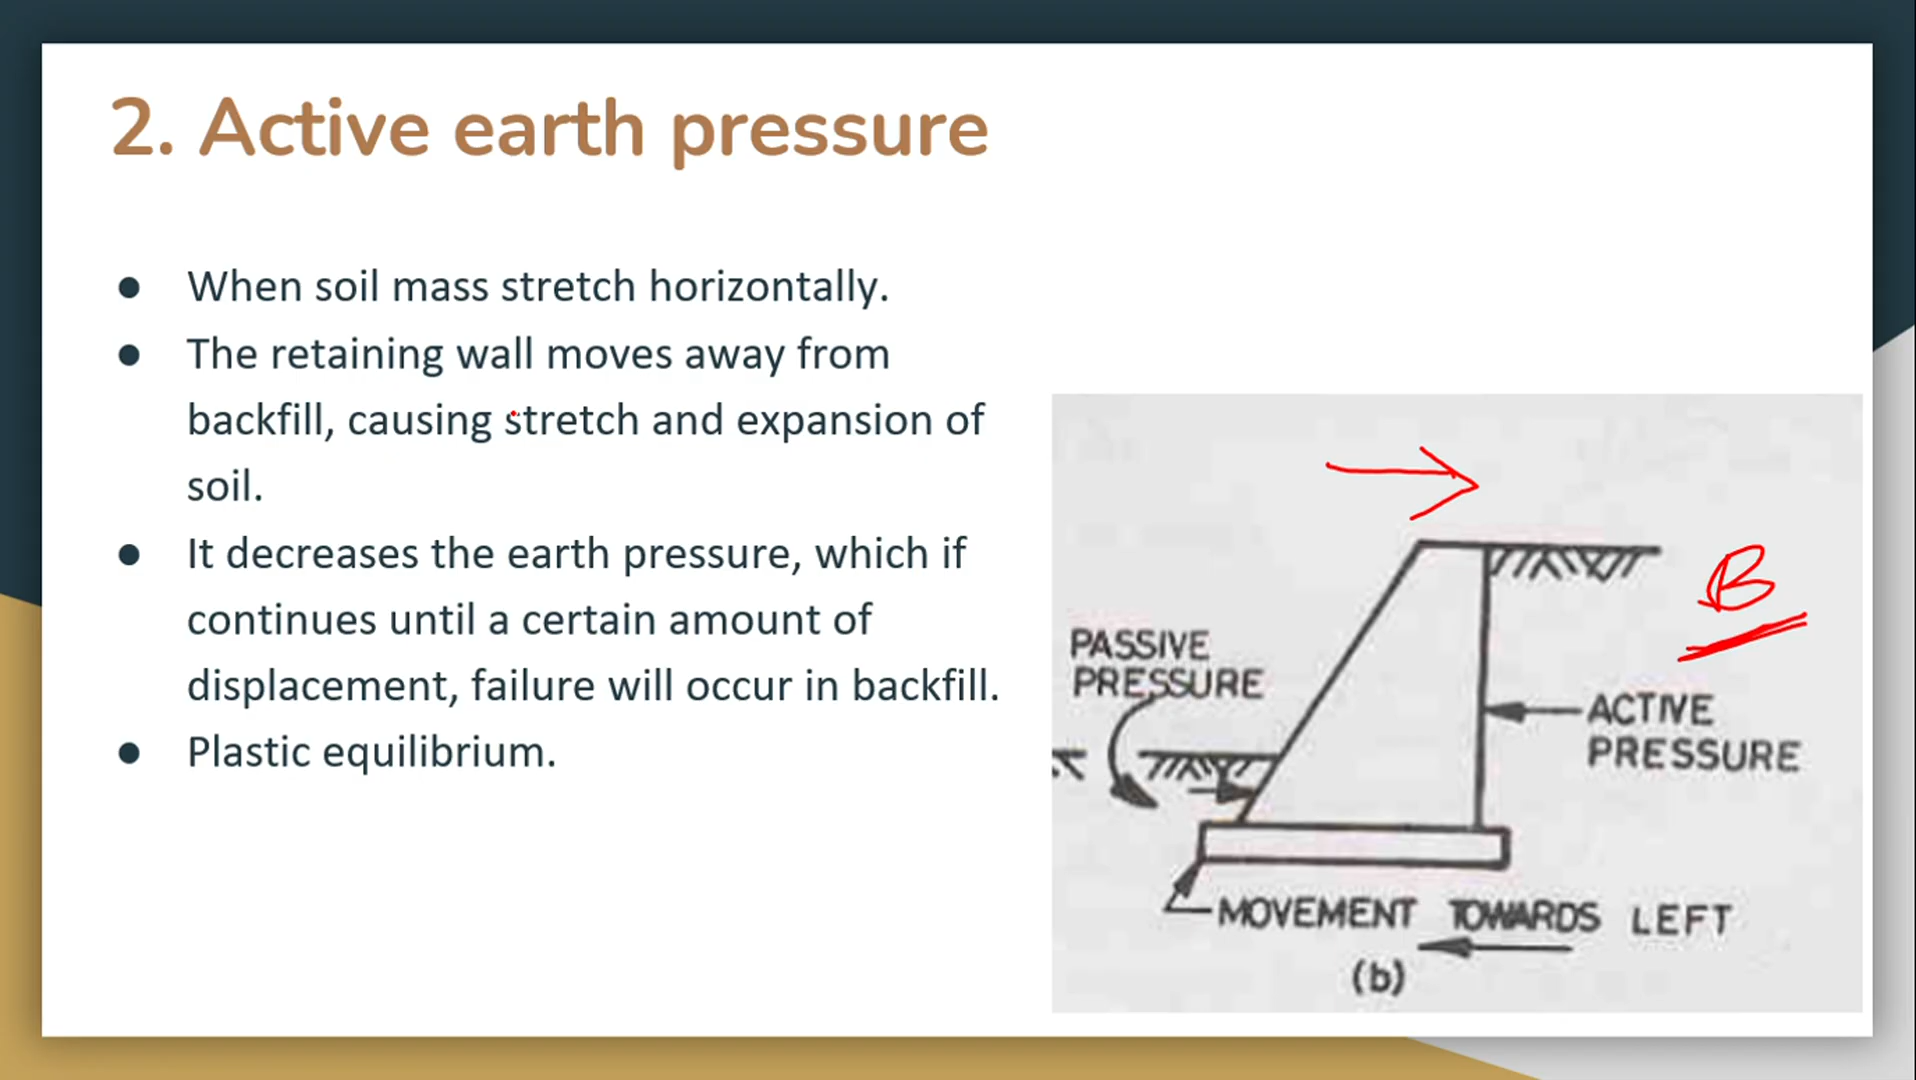 2. Active earth pressure
● When soil mass stretch horizontally.
● The retaining wall moves away from
backfill, causing stretch and expansion of
soil.
● It decreases the earth pressure, which if
continues until a certain amount of
displacement, failure will occur in backfill.
● Plastic equilibrium.
B
PASSIVE
PRESSURE
ACTIVE
PRESSURE
MOVEMENT TOWARDS LEFT
(b)